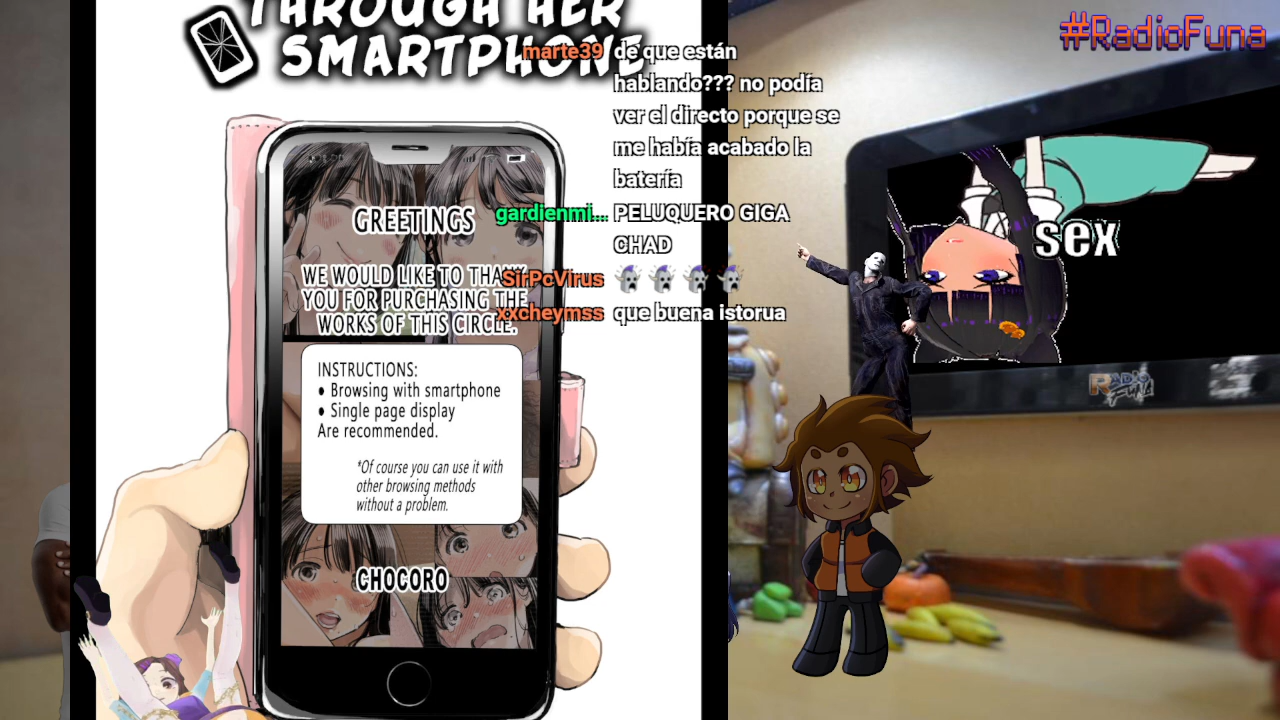 THROUGH HER
SMARTPHONE
#RadioFuna
marte39 de que están
hablando??? no podía
ver el directo porque se
me había acabado la
batería
gardienmi... PELUQUERO GIGA
CHAD
SirPcVirus
xxcheymss que buena istorua
GREETINGS
WE WOULD LIKE TO THANK
YOU FOR PURCHASING THE
WORKS OF THIS CIRCLE.
INSTRUCTIONS:
• Browsing with smartphone
• Single page display
Are recommended.
*Of course you can use it with
other browsing methods
without a problem.
CHOCORO
sex
RADIO
FUNA